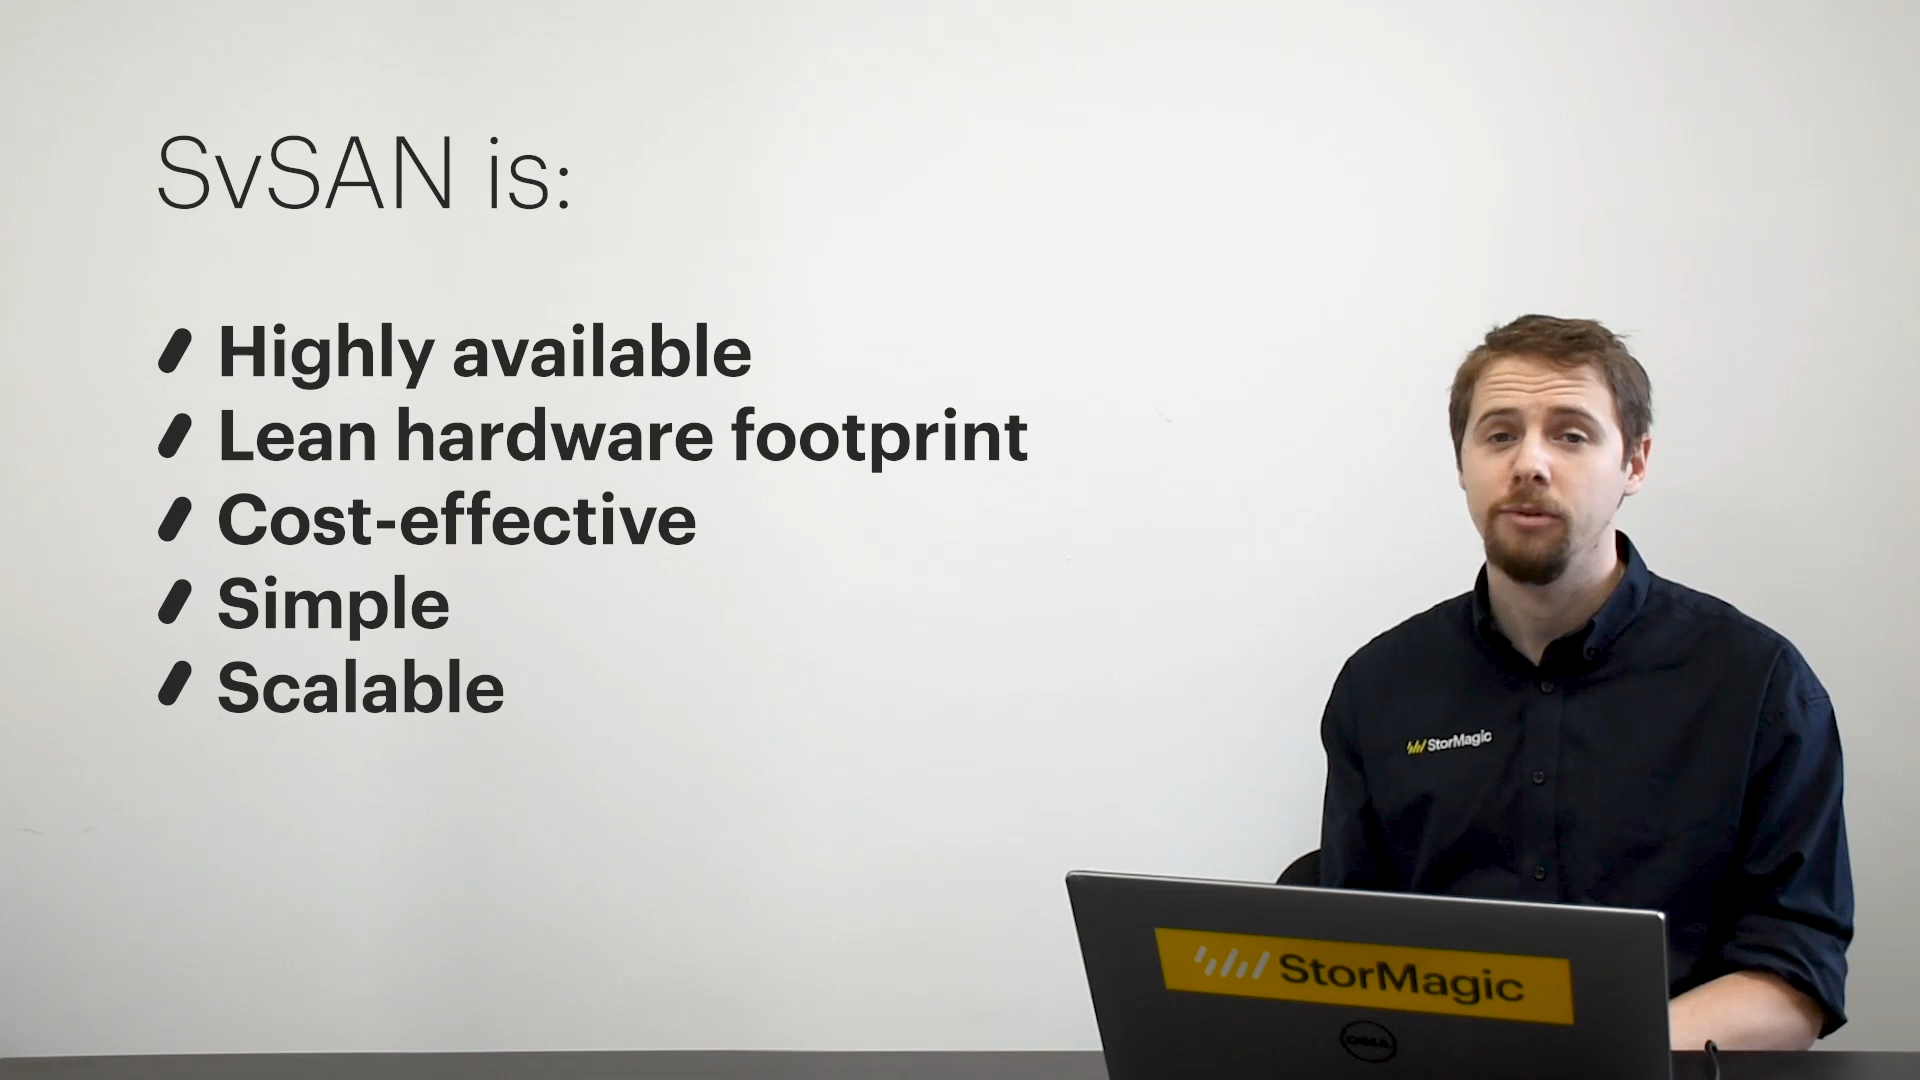 SvSAN is:
Highly available
Lean hardware footprint
Cost-effective
Simple
Scalable
StorMagic
StorMagic
DELL